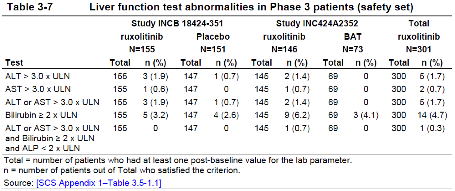 Table 3-7 Liver function test abnormalities in Phase 3 patients (safety set)
Study INCB 18424-351 Study INC424A2352 Total
ruxolitinib Placebo ruxolitinib BAT ruxolitinib
N=155 N=151 N=146 N=73 N=301
Test Total n (%) Total n (%) Total n (%) Total n (%) Total n (%)
ALT > 3.0 x ULN 155 3 (1.9) 147 1 (0.7) 145 2 (1.4) 69 0 300 5 (1.7)
AST > 3.0 x ULN 155 1 (0.6) 147 0 145 1 (0.7) 69 0 300 2 (0.7)
ALT or AST > 3.0 x ULN 155 3 (1.9) 147 1 (0.7) 145 2 (1.4) 69 0 300 5 (1.7)
Bilirubin ≥ 2 x ULN 155 5 (3.2) 147 4 (2.6) 145 9 (6.2) 69 3 (4.1) 300 14 (4.7)
ALT or AST > 3.0 x ULN 155 0 147 0 145 1 (0.7) 69 0 300 1 (0.3)
and Bilirubin ≥ 2 x ULN
and ALP < 2 x ULN
Total = number of patients who had at least one post-baseline value for the lab parameter.
n = number of patients out of Total who satisfied the criterion.
Source: [SCS Appendix 1–Table 3.5-1.1]